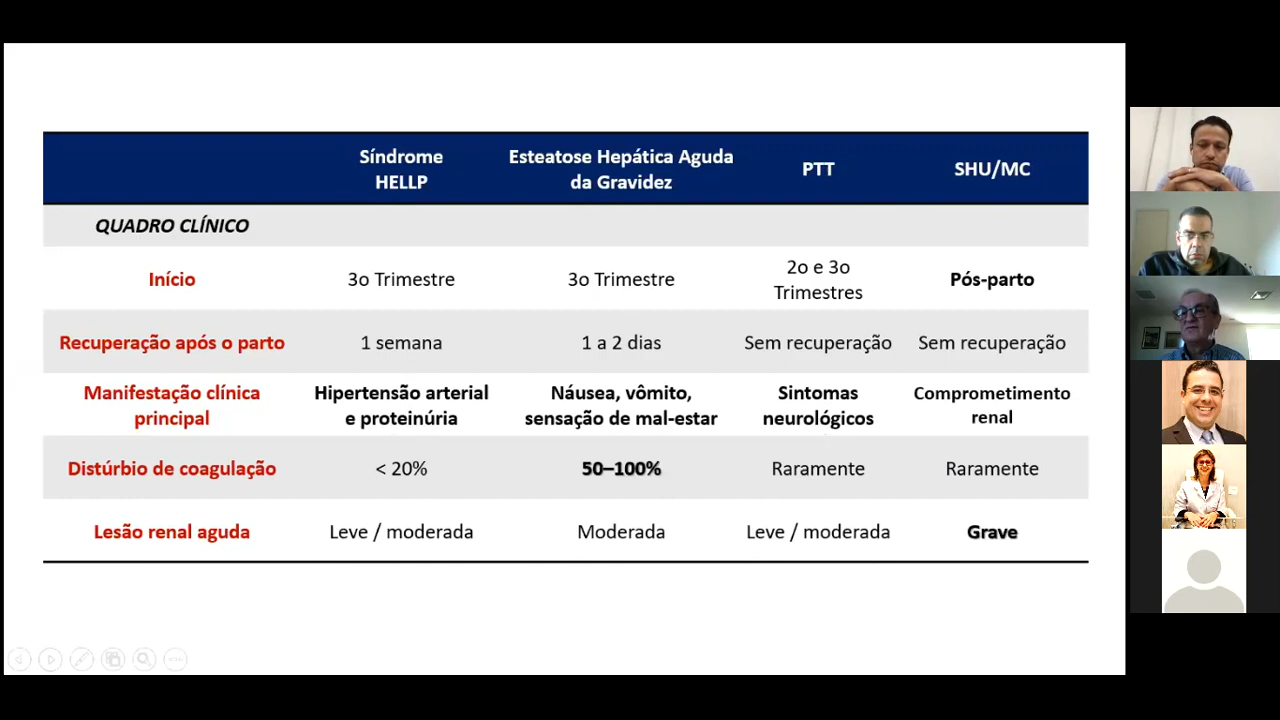 Síndrome
HELLP
Esteatose Hepática Aguda
da Gravidez
PTT
SHU/MC
QUADRO CLÍNICO
Início
3o Trimestre
3o Trimestre
2o e 3o
Trimestres
Pós-parto
Recuperação após o parto
1 semana
1 a 2 dias
Sem recuperação
Sem recuperação
Manifestação clínica
principal
Hipertensão arterial
e proteinúria
Náusea, vômito,
sensação de mal-estar
Sintomas
neurológicos
Comprometimento
renal
Distúrbio de coagulação
< 20%
50–100%
Raramente
Raramente
Lesão renal aguda
Leve / moderada
Moderada
Leve / moderada
Grave